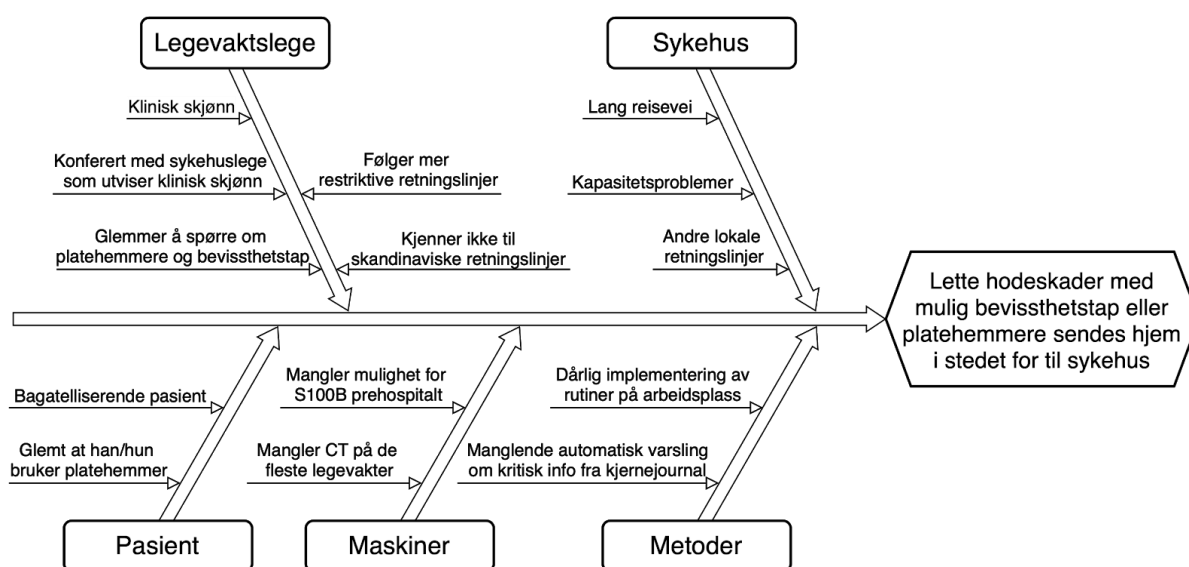 Legevaktslege
Sykehus
Klinisk skjønn
Konferert med sykehuslege
som utviser klinisk skjønn
Følger mer
restriktive retningslinjer
Glemmer å spørre om
platehemmere og bevissthetstap
Kjenner ikke til
skandinaviske retningslinjer
Lang reisevei
Kapasitetsproblemer
Andre lokale
retningslinjer
Lette hodeskader med
mulig bevissthetstap eller
platehemmere sendes hjem
i stedet for til sykehus
Bagatelliserende pasient
Glemt at han/hun
bruker platehemmer
Mangler mulighet for
S100B prehospitalt
Mangler CT på de
fleste legevakter
Dårlig implementering av
rutiner på arbeidsplass
Manglende automatisk varsling
om kritisk info fra kjernejournal
Pasient
Maskiner
Metoder